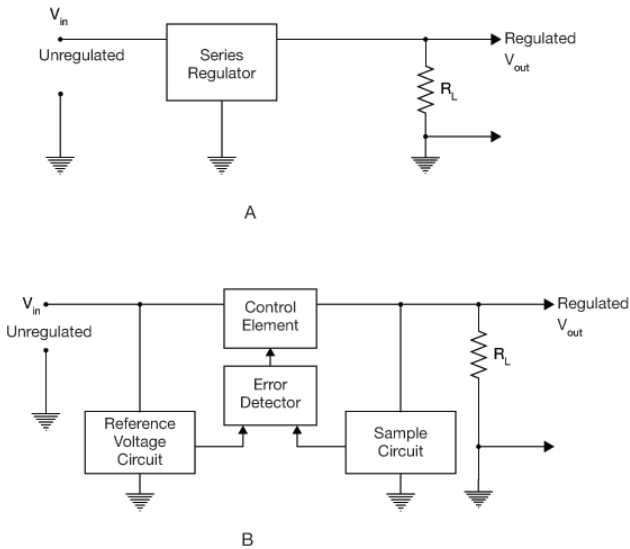 Vin
Unregulated
Series
Regulator
Regulated
Vout
RL
A
Vin
Unregulated
Control
Element
Regulated
Vout
RL
Error
Detector
Reference
Voltage
Circuit
Sample
Circuit
B